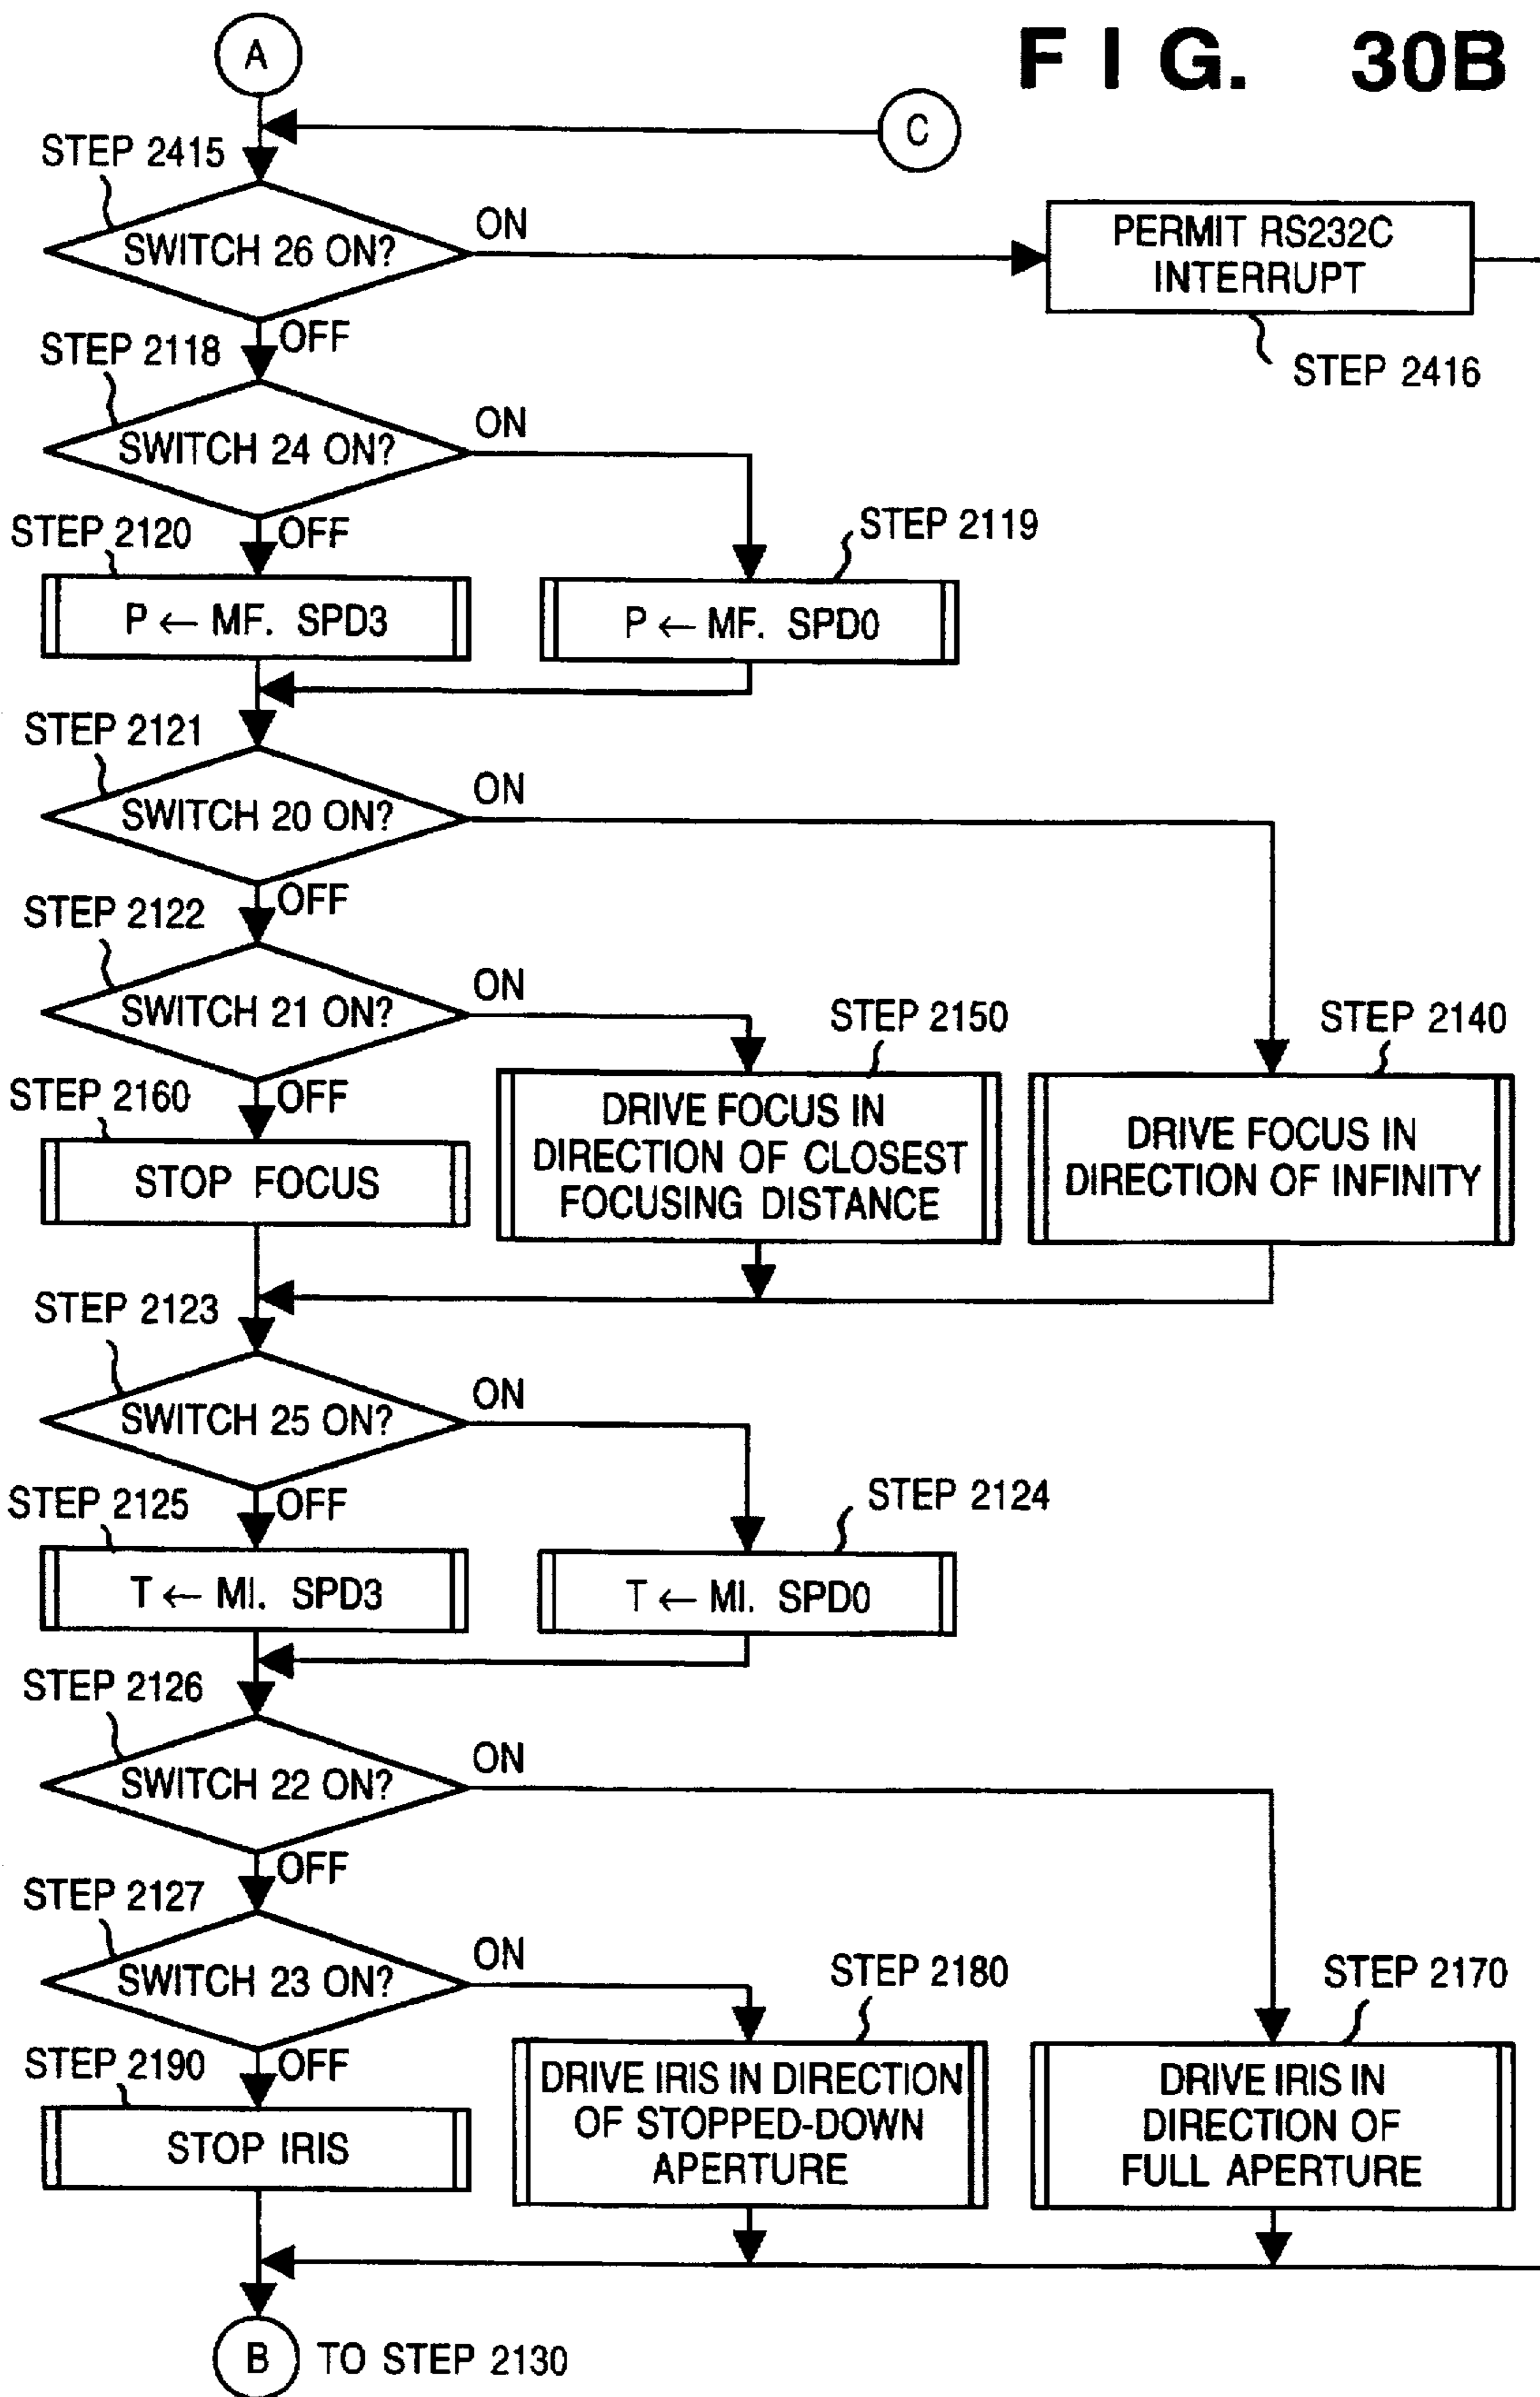 FIG. 30B
A
C
STEP 2415
SWITCH 26 ON?
ON
PERMIT RS232C
INTERRUPT
STEP 2416
OFF
STEP 2118
SWITCH 24 ON?
ON
OFF
STEP 2120
STEP 2119
P ← MF. SPD3
P ← MF. SPD0
STEP 2121
SWITCH 20 ON?
ON
OFF
STEP 2122
SWITCH 21 ON?
ON
STEP 2150
STEP 2140
OFF
STEP 2160
STOP FOCUS
DRIVE FOCUS IN
DIRECTION OF CLOSEST
FOCUSING DISTANCE
DRIVE FOCUS IN
DIRECTION OF INFINITY
STEP 2123
SWITCH 25 ON?
ON
OFF
STEP 2125
STEP 2124
T ← MI. SPD3
T ← MI. SPD0
STEP 2126
SWITCH 22 ON?
ON
OFF
STEP 2127
SWITCH 23 ON?
ON
STEP 2180
STEP 2170
OFF
STEP 2190
STOP IRIS
DRIVE IRIS IN DIRECTION
OF STOPPED-DOWN
APERTURE
DRIVE IRIS IN
DIRECTION OF
FULL APERTURE
B
TO STEP 2130